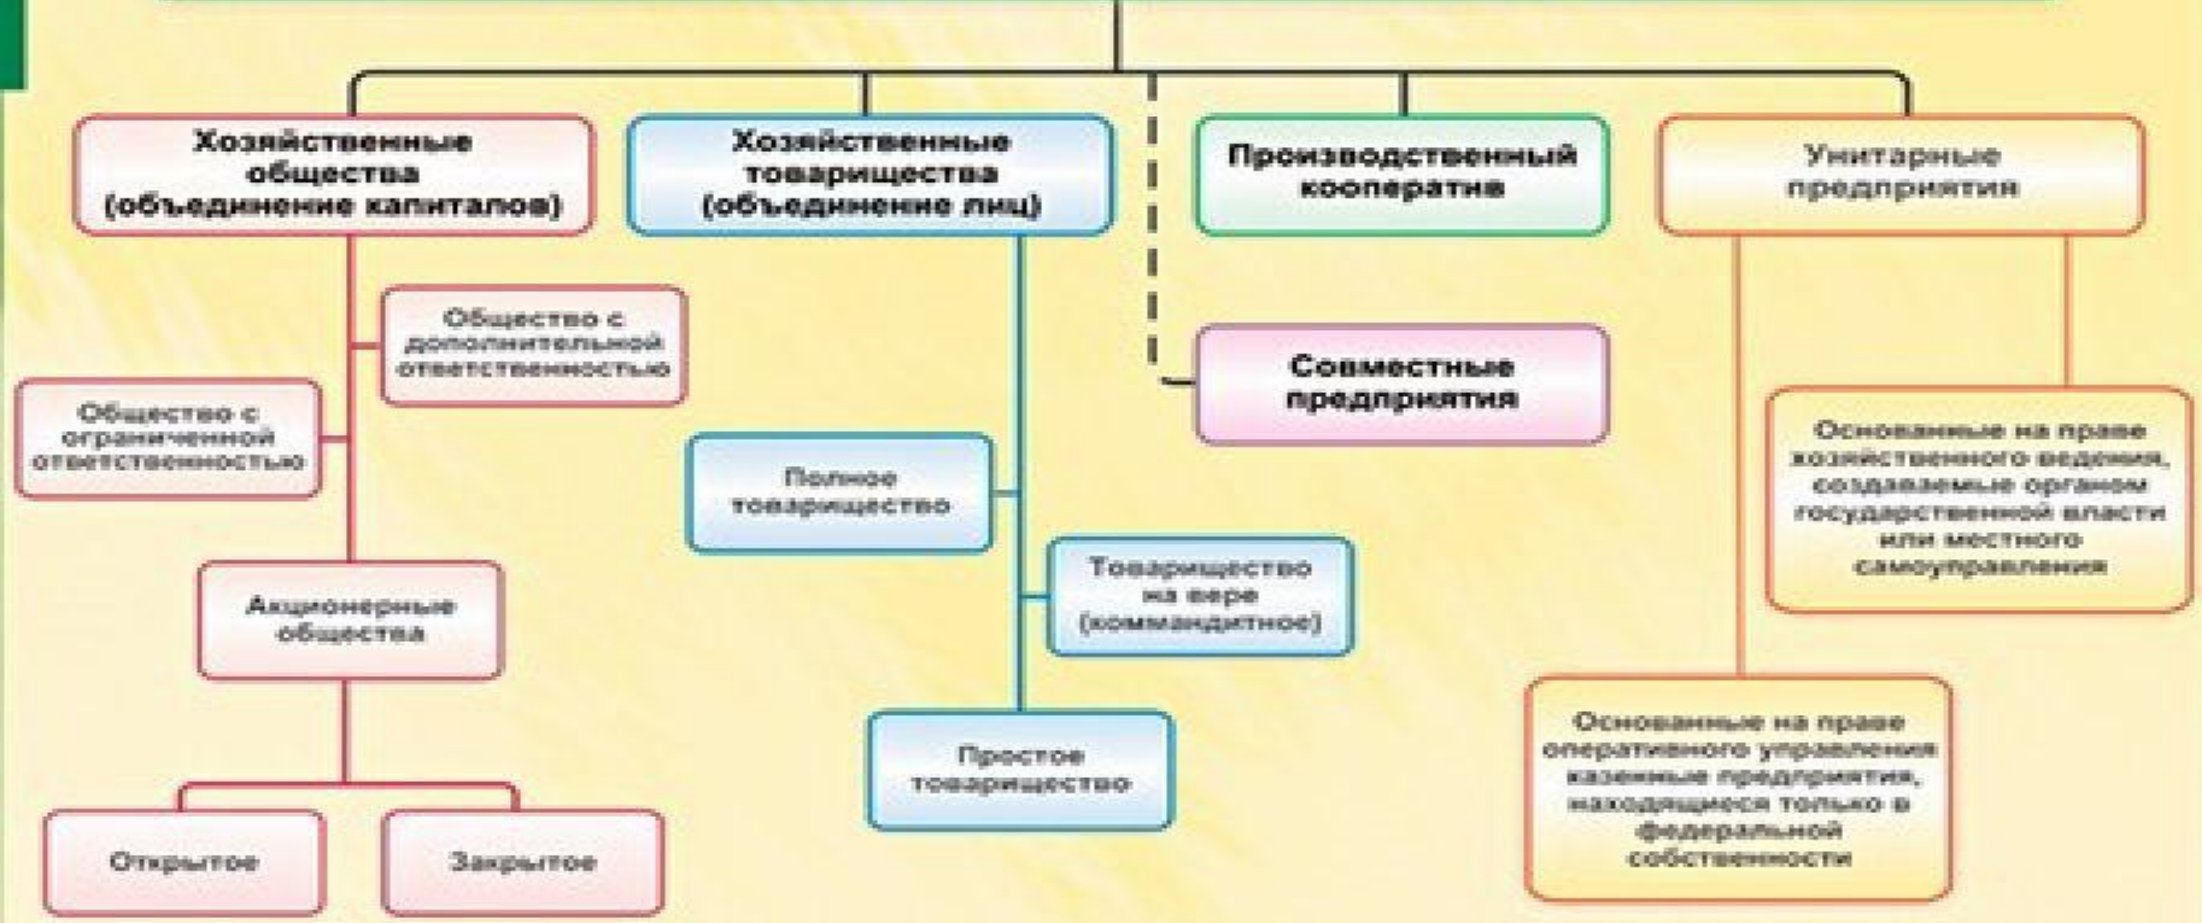 Хозяйственные
общества
(объединение капиталов)
Хозяйственные
товарищества
(объединение лиц)
Производственный
кооператив
Унитарные
предприятия
Общество с
дополнительной
ответственностью
Общество с
ограниченной
ответственностью
Совместные
предприятия
Основанные на праве
хозяйственного ведения,
создаваемые органом
государственной власти
или местного
самоуправления
Полное
товарищество
Товарищество
на вере
(коммандитное)
Акционерные
общества
Простое
товарищество
Основанные на праве
оперативного управления
казенные предприятия,
находящиеся только в
федеральной
собственности
Открытое
Закрытое